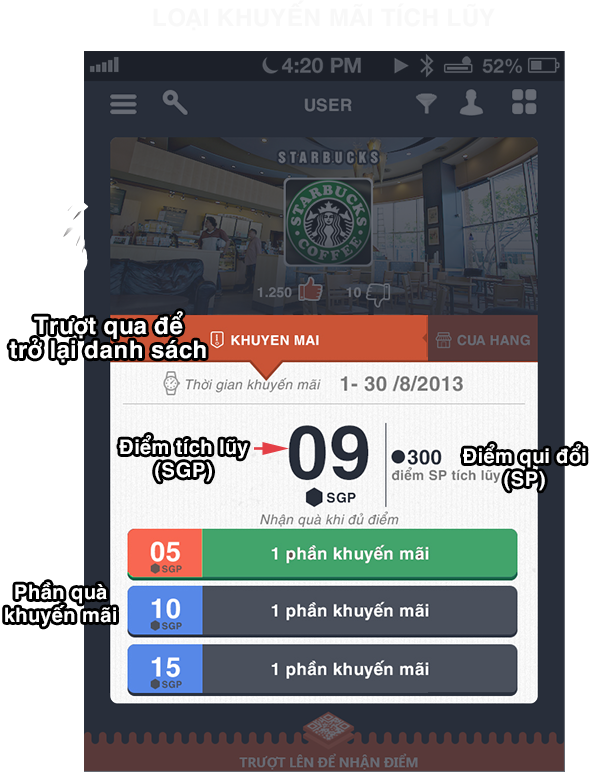 LOẠI KHUYẾN MÃI TÍCH LŨY
4:20 PM 52%
USER
STARBUCKS
STARBUCKS
COFFEE
1.250 10
Trượt qua để
trở lại danh sách
KHUYEN MAI
CUA HANG
Thời gian khuyến mãi 1- 30 /8/2013
Điểm tích lũy
(SGP)
09
SGP
300
điểm SP tích lũy
Điểm qui đổi
(SP)
Nhận quà khi đủ điểm
Phần quà
khuyến mãi
05
SGP
1 phần khuyến mãi
10
SGP
1 phần khuyến mãi
15
SGP
1 phần khuyến mãi
TRƯỢT LÊN ĐỂ NHẬN ĐIỂM